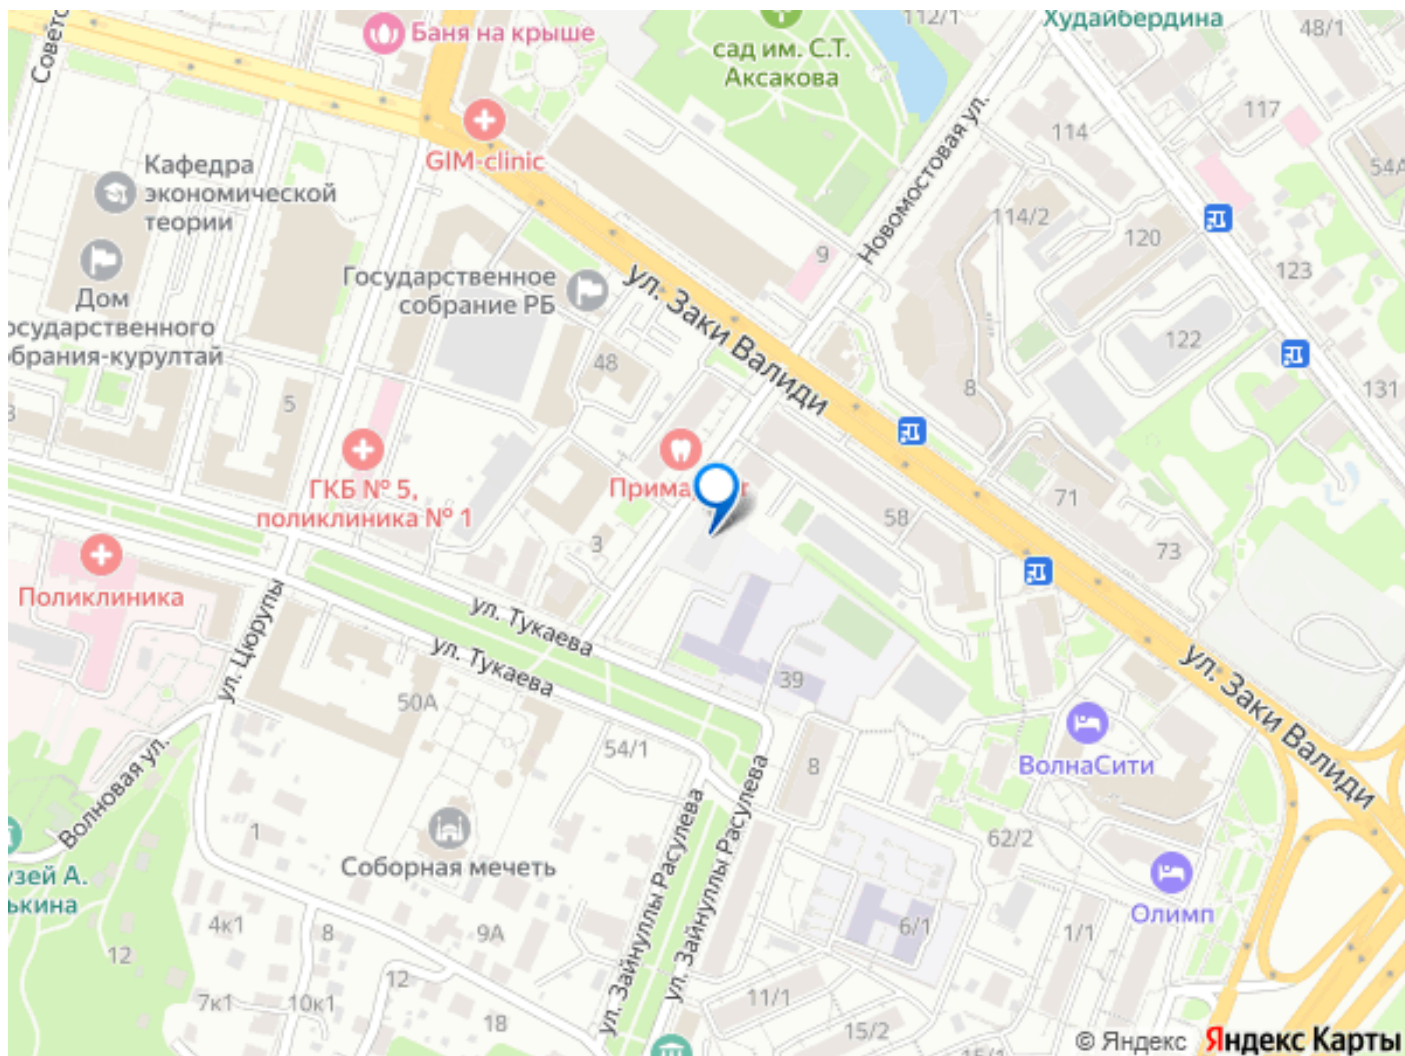 112/1
Худайбердина
48/1
Баня на крыше
сад им. С.Т.
Аксакова
Советс
117
114
54А
GIM-clinic
Кафедра
экономической
теории
Новомостовая ул.
114/2
120
9
123
Государственное
собрание РБ
ул. Заки Валиди
Дом
осударственного
обрания-курултай
122
48
8
131
5
3
Прима
г
ГКБ № 5,
поликлиника № 1
71
58
3
73
Поликлиника
ул. Цюрупы
ул. Тукаева
ул. Тукаева
39
50А
ул. Заки Валиди
54/1
8
ВолнаСити
Волновая ул.
1
62/2
ул. Зайнуллы Расулева
ул. Зайнуллы Расулева
Соборная мечеть
узей А.
ькина
Олимп
4к1
8
9А
6/1
1/1
12
12
7к1
10к1
18
11/1
15/2
15/1
© Яндекс
Яндекс Карты